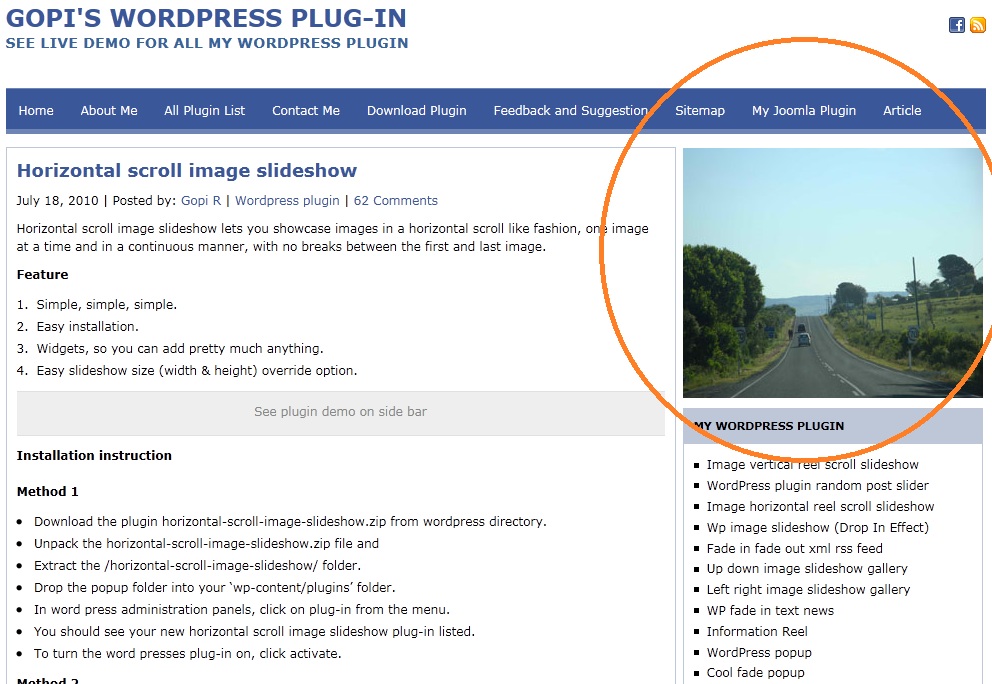 GOPI'S WORDPRESS PLUG-IN
SEE LIVE DEMO FOR ALL MY WORDPRESS PLUGIN
Home About Me All Plugin List Contact Me Download Plugin Feedback and Suggestion Sitemap My Joomla Plugin Article
Horizontal scroll image slideshow
July 18, 2010 | Posted by: Gopi R | Wordpress plugin | 62 Comments
Horizontal scroll image slideshow lets you showcase images in a horizontal scroll like fashion, one image
at a time and in a continuous manner, with no breaks between the first and last image.
Feature
1. Simple, simple, simple.
2. Easy installation.
3. Widgets, so you can add pretty much anything.
4. Easy slideshow size (width & height) override option.
See plugin demo on side bar
Installation instruction
Method 1
Download the plugin horizontal-scroll-image-slideshow.zip from wordpress directory.
Unpack the horizontal-scroll-image-slideshow.zip file and
Extract the /horizontal-scroll-image-slideshow/ folder.
Drop the popup folder into your ‘wp-content/plugins’ folder.
In word press administration panels, click on plug-in from the menu.
You should see your new horizontal scroll image slideshow plug-in listed.
To turn the word presses plug-in on, click activate.
Method 2
MY WORDPRESS PLUGIN
Image vertical reel scroll slideshow
WordPress plugin random post slider
Image horizontal reel scroll slideshow
Wp image slideshow (Drop In Effect)
Fade in fade out xml rss feed
Up down image slideshow gallery
Left right image slideshow gallery
WP fade in text news
Information Reel
WordPress popup
Cool fade popup